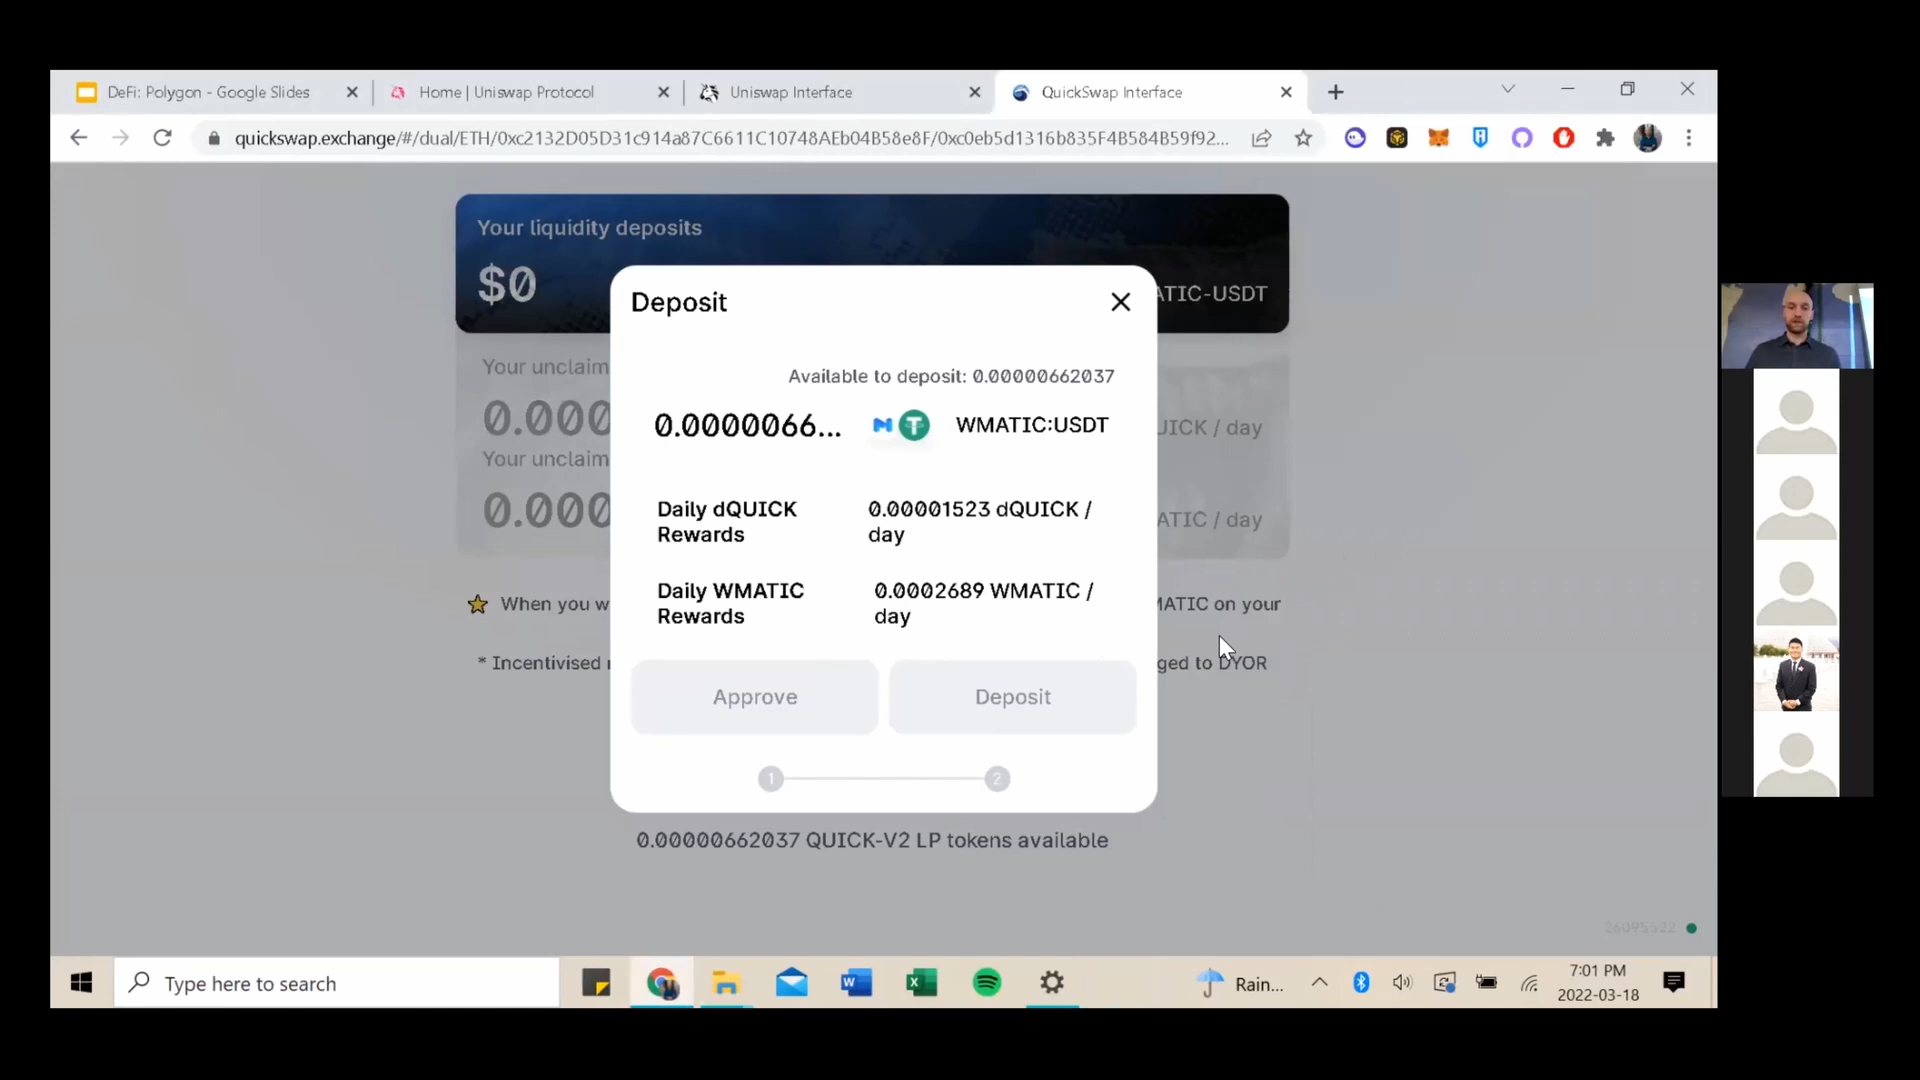 DeFi: Polygon - Google Slides
Home | Uniswap Protocol
Uniswap Interface
QuickSwap Interface
quickswap.exchange/#/dual/ETH/0xc2132D05D31c914a87C6611C10748AEb04B58e8F/0xc0eb5d1316b835F4B584B59f92...
Your liquidity deposits
$0
ATIC-USDT
Deposit
Your unclaim
Available to deposit: 0.00000662037
0.000
0.0000066...
WMATIC:USDT
UICK / day
Your unclaim
0.000
Daily dQUICK Rewards
0.00001523 dQUICK / day
ATIC / day
Daily WMATIC Rewards
0.0002689 WMATIC / day
When you w
MATIC on your
* Incentivised
ged to DYOR
Approve
Deposit
1
2
0.00000662037 QUICK-V2 LP tokens available
Type here to search
Rain...
7:01 PM
2022-03-18